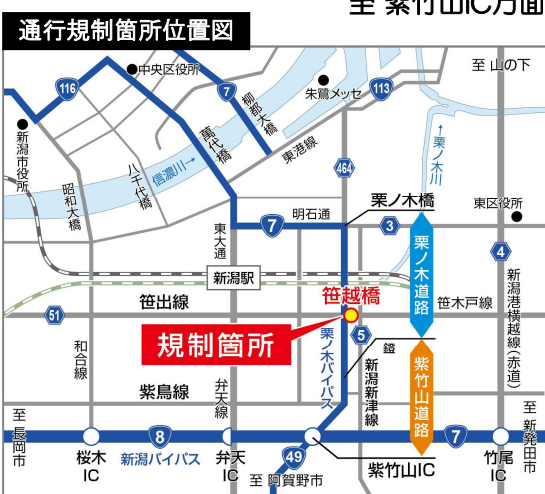 至 紫竹山IC方面
通行規制箇所位置図
116
中央区役所
7
柳都大橋
朱鷺メッセ
113
至 山の下
新潟市役所
萬代橋
信濃川→
八千代橋
昭和大橋
東港線
464
←栗ノ木川
栗ノ木橋
東区役所
7
明石通
3
東大通
栗ノ木道路
4
新潟駅
笹越橋
笹出線
笹木戸線
51
規制箇所
5
新潟港横越線(赤道)
和合線
栗ノ木バイパス
新潟新津線
鐙
紫竹山道路
紫鳥線
弁天線
至 長岡市
8
7
至 新発田市
桜木IC
新潟バイパス
弁天IC
49
至 阿賀野市
紫竹山IC
竹尾IC